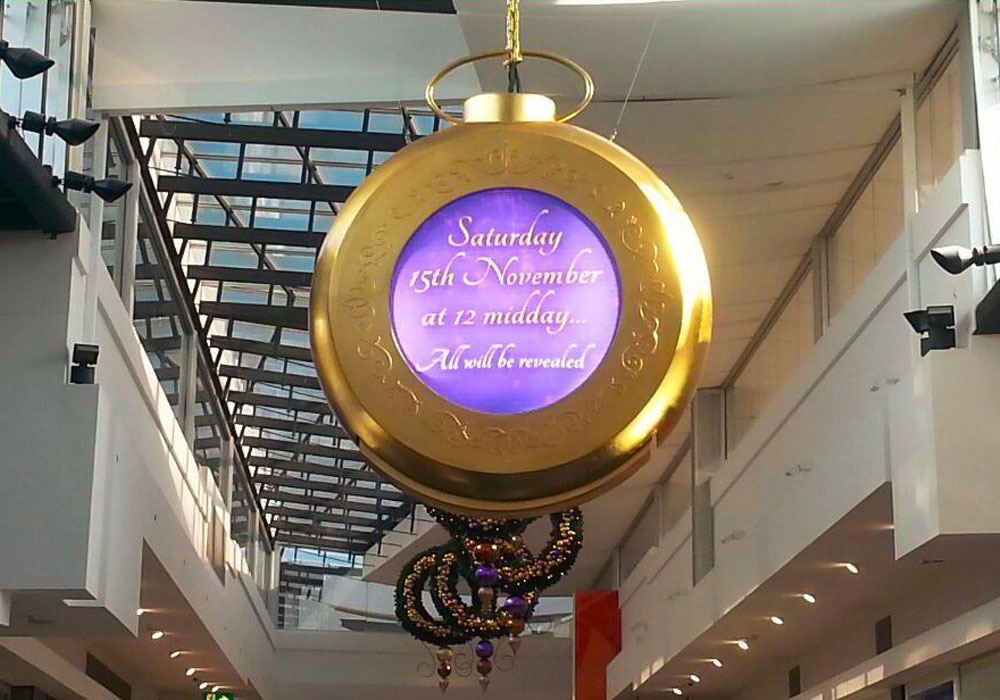 Saturday
15th November
at 12 midday...
All will be revealed